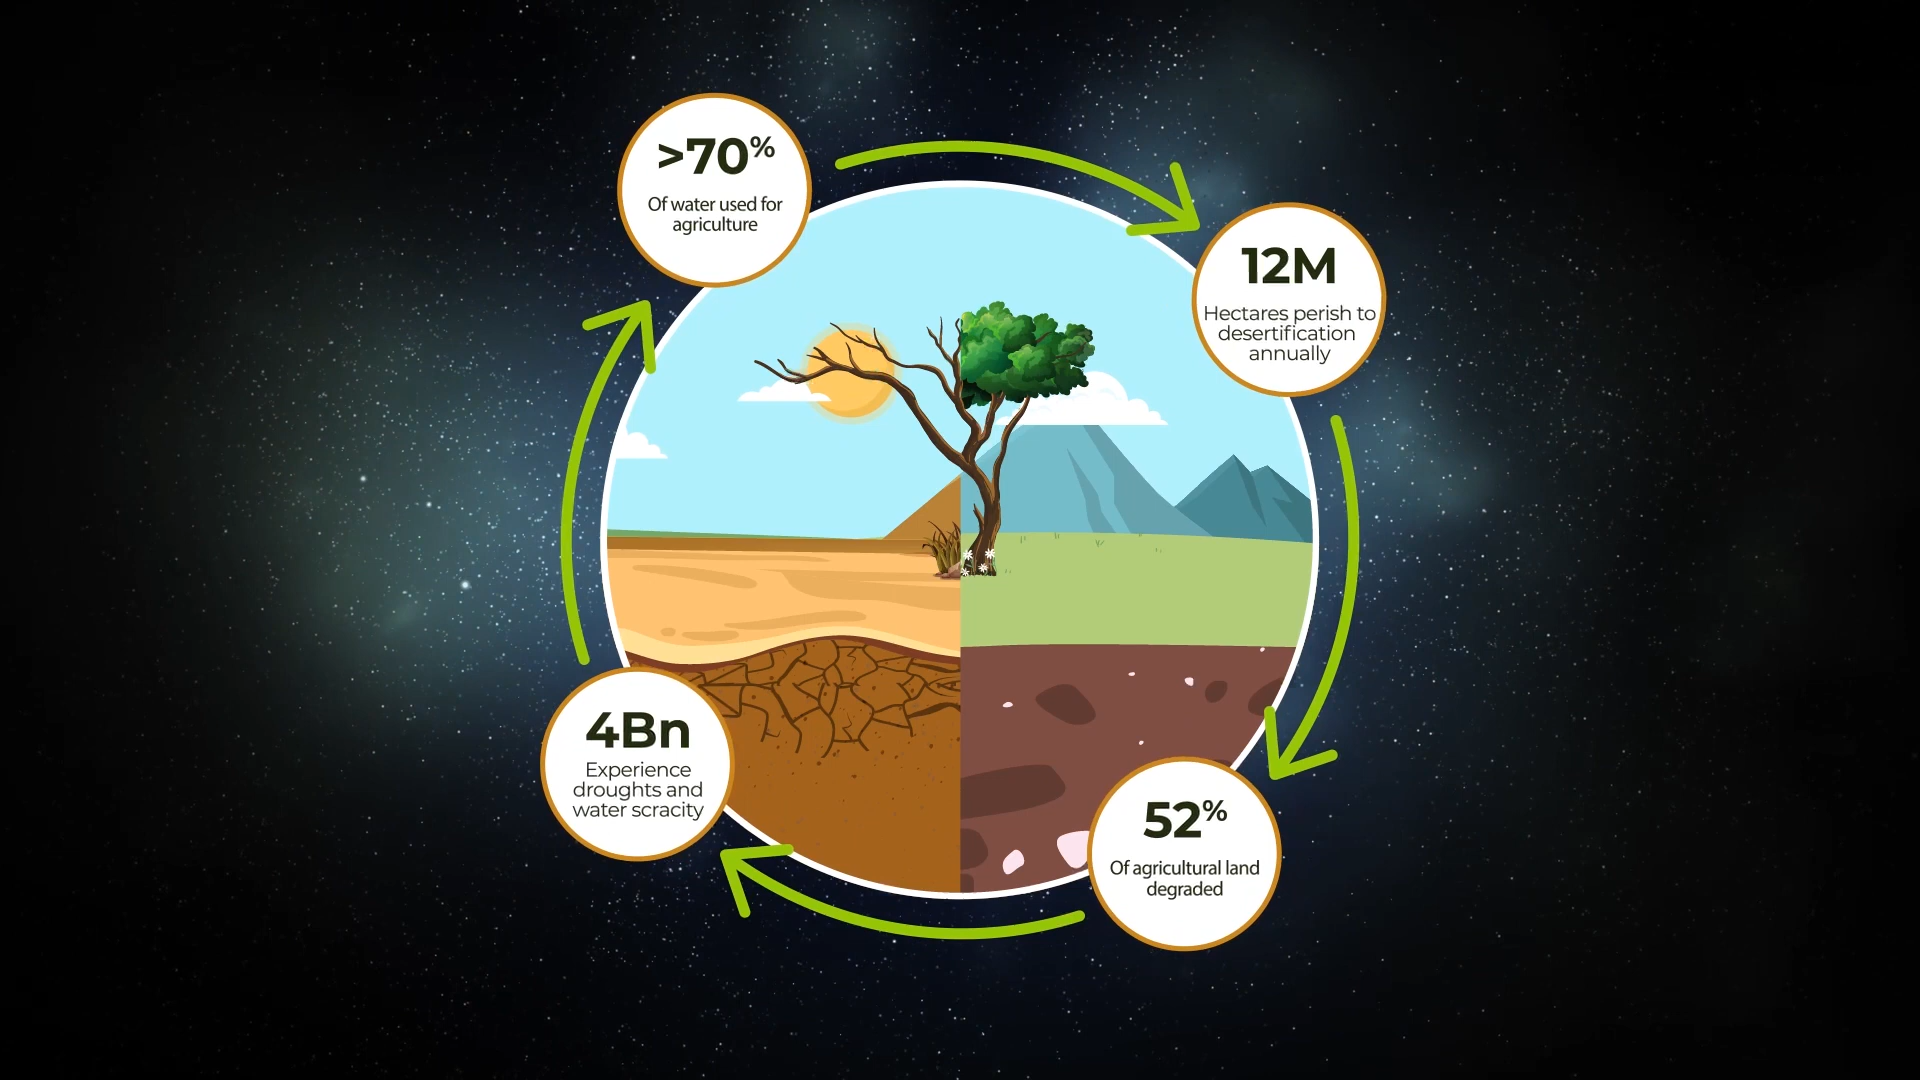 >70%
Of water used for
agriculture
12M
Hectares perish to
desertification
annually
52%
Of agricultural land
degraded
4Bn
Experience
droughts and
water scracity